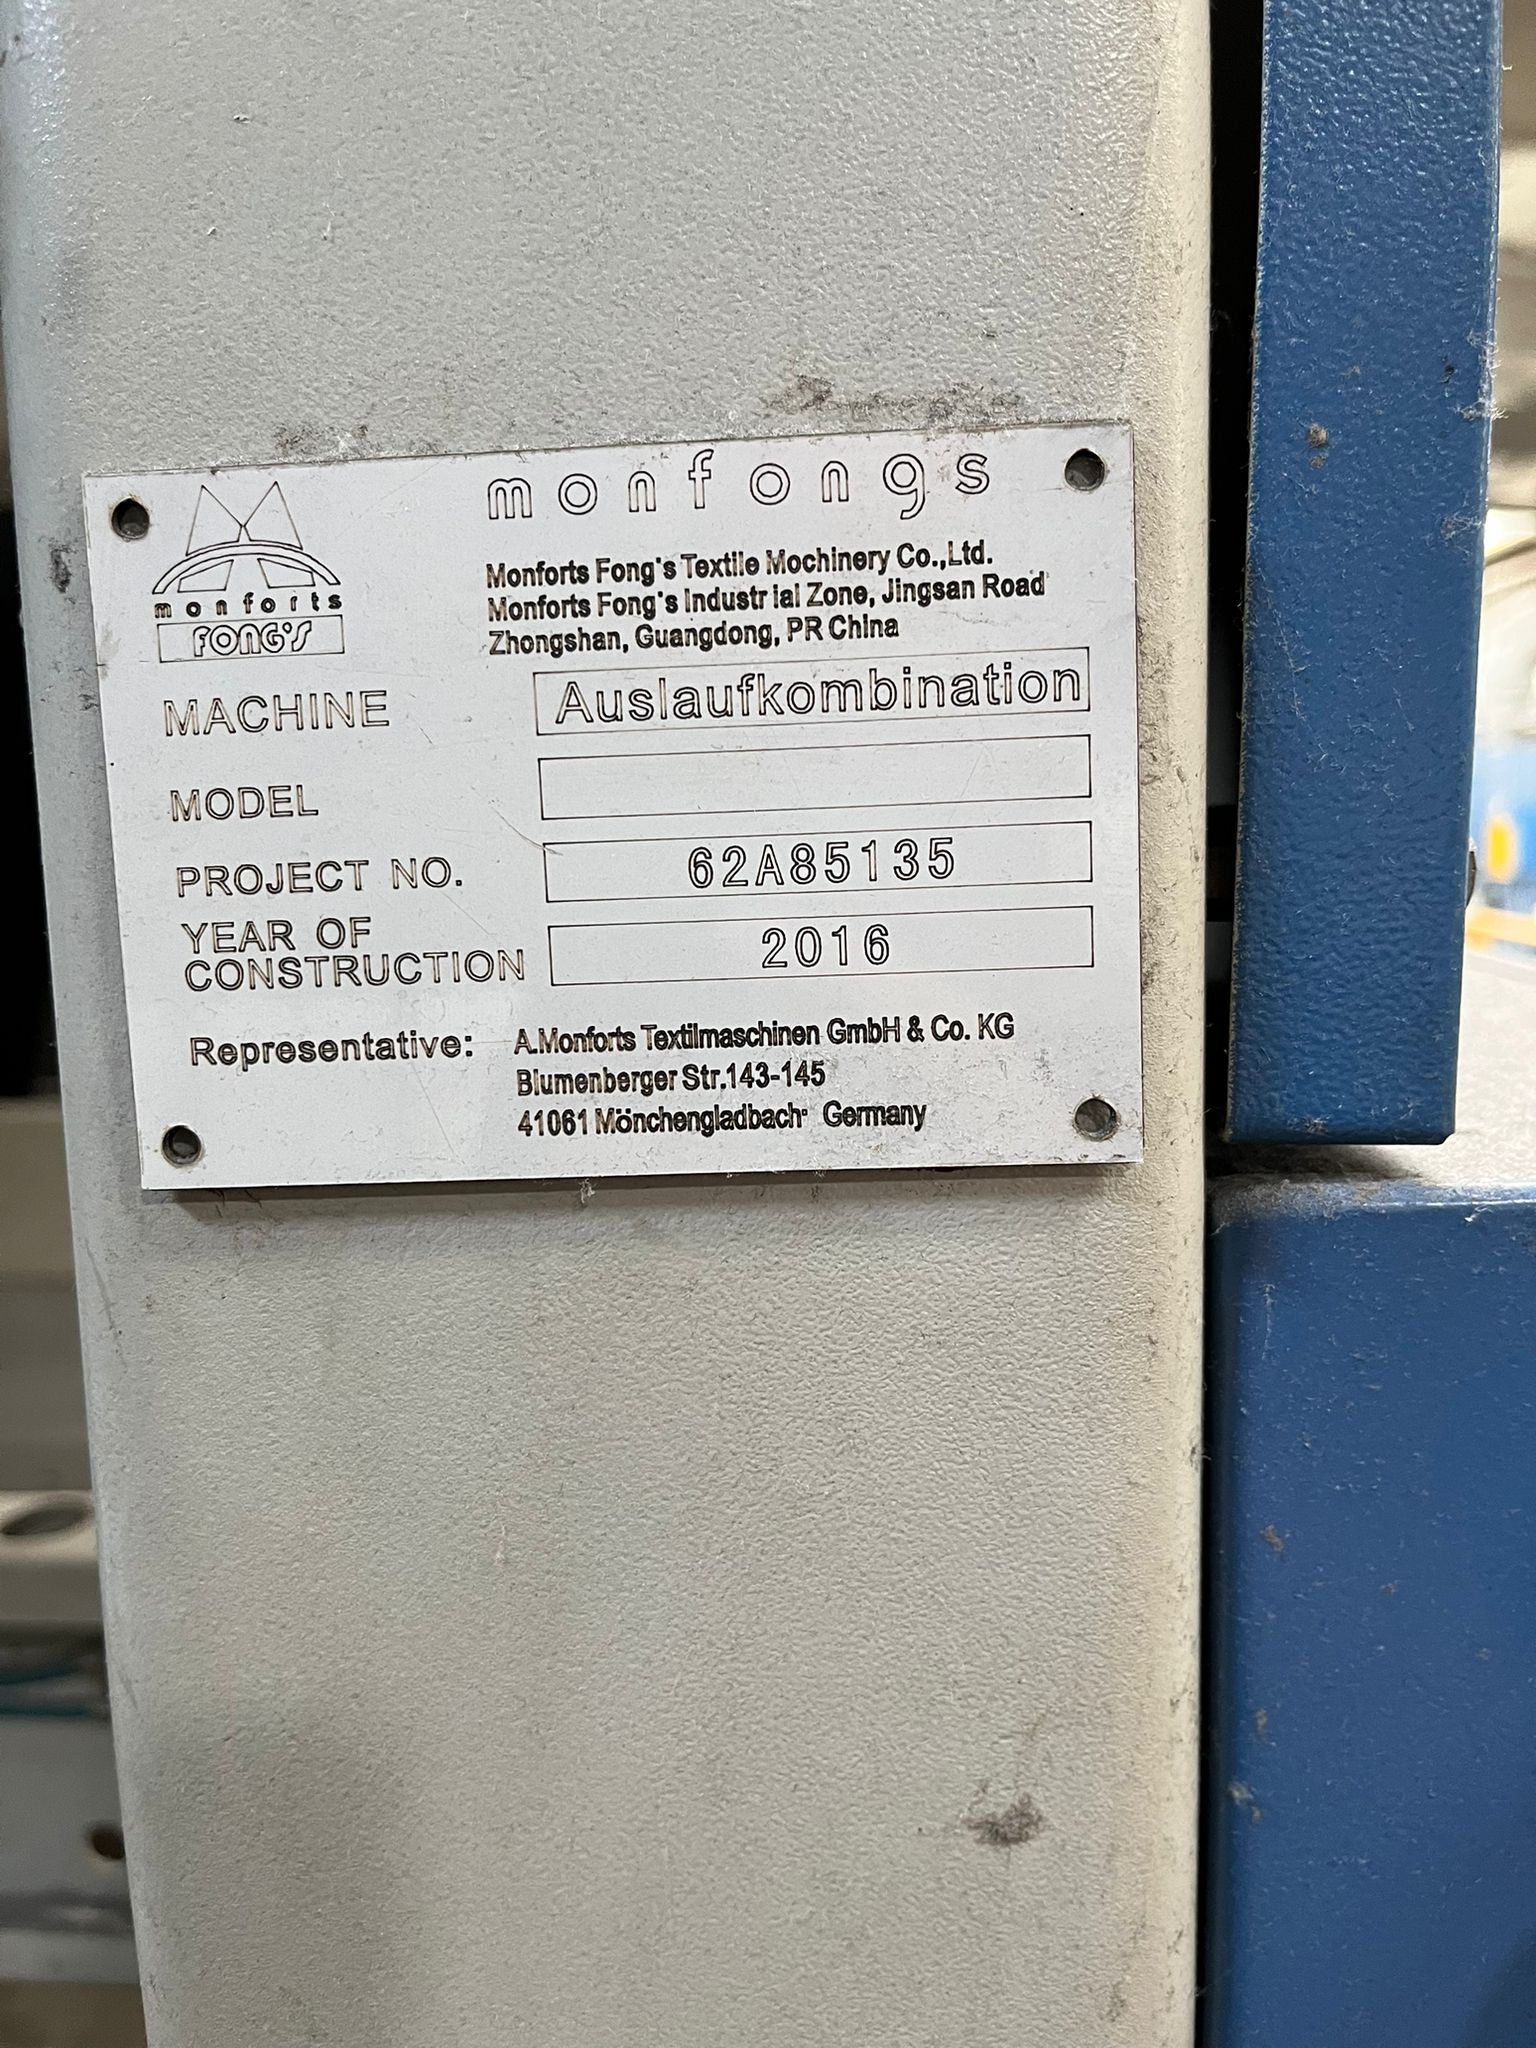 monforts
FONG'S
monfongs
Monforts Fong's Textile Mochinery Co.,Ltd.
Monforts Fong's Industrial Zone, Jingsan Road
Zhongshan, Guangdong, PR China
MACHINE Auslaufkombination
MODEL
PROJECT NO. 62A85135
YEAR OF
CONSTRUCTION 2016
Representative: A.Monforts Textilmaschinen GmbH & Co. KG
Blumenberger Str.143-145
41061 Mönchengladbach· Germany